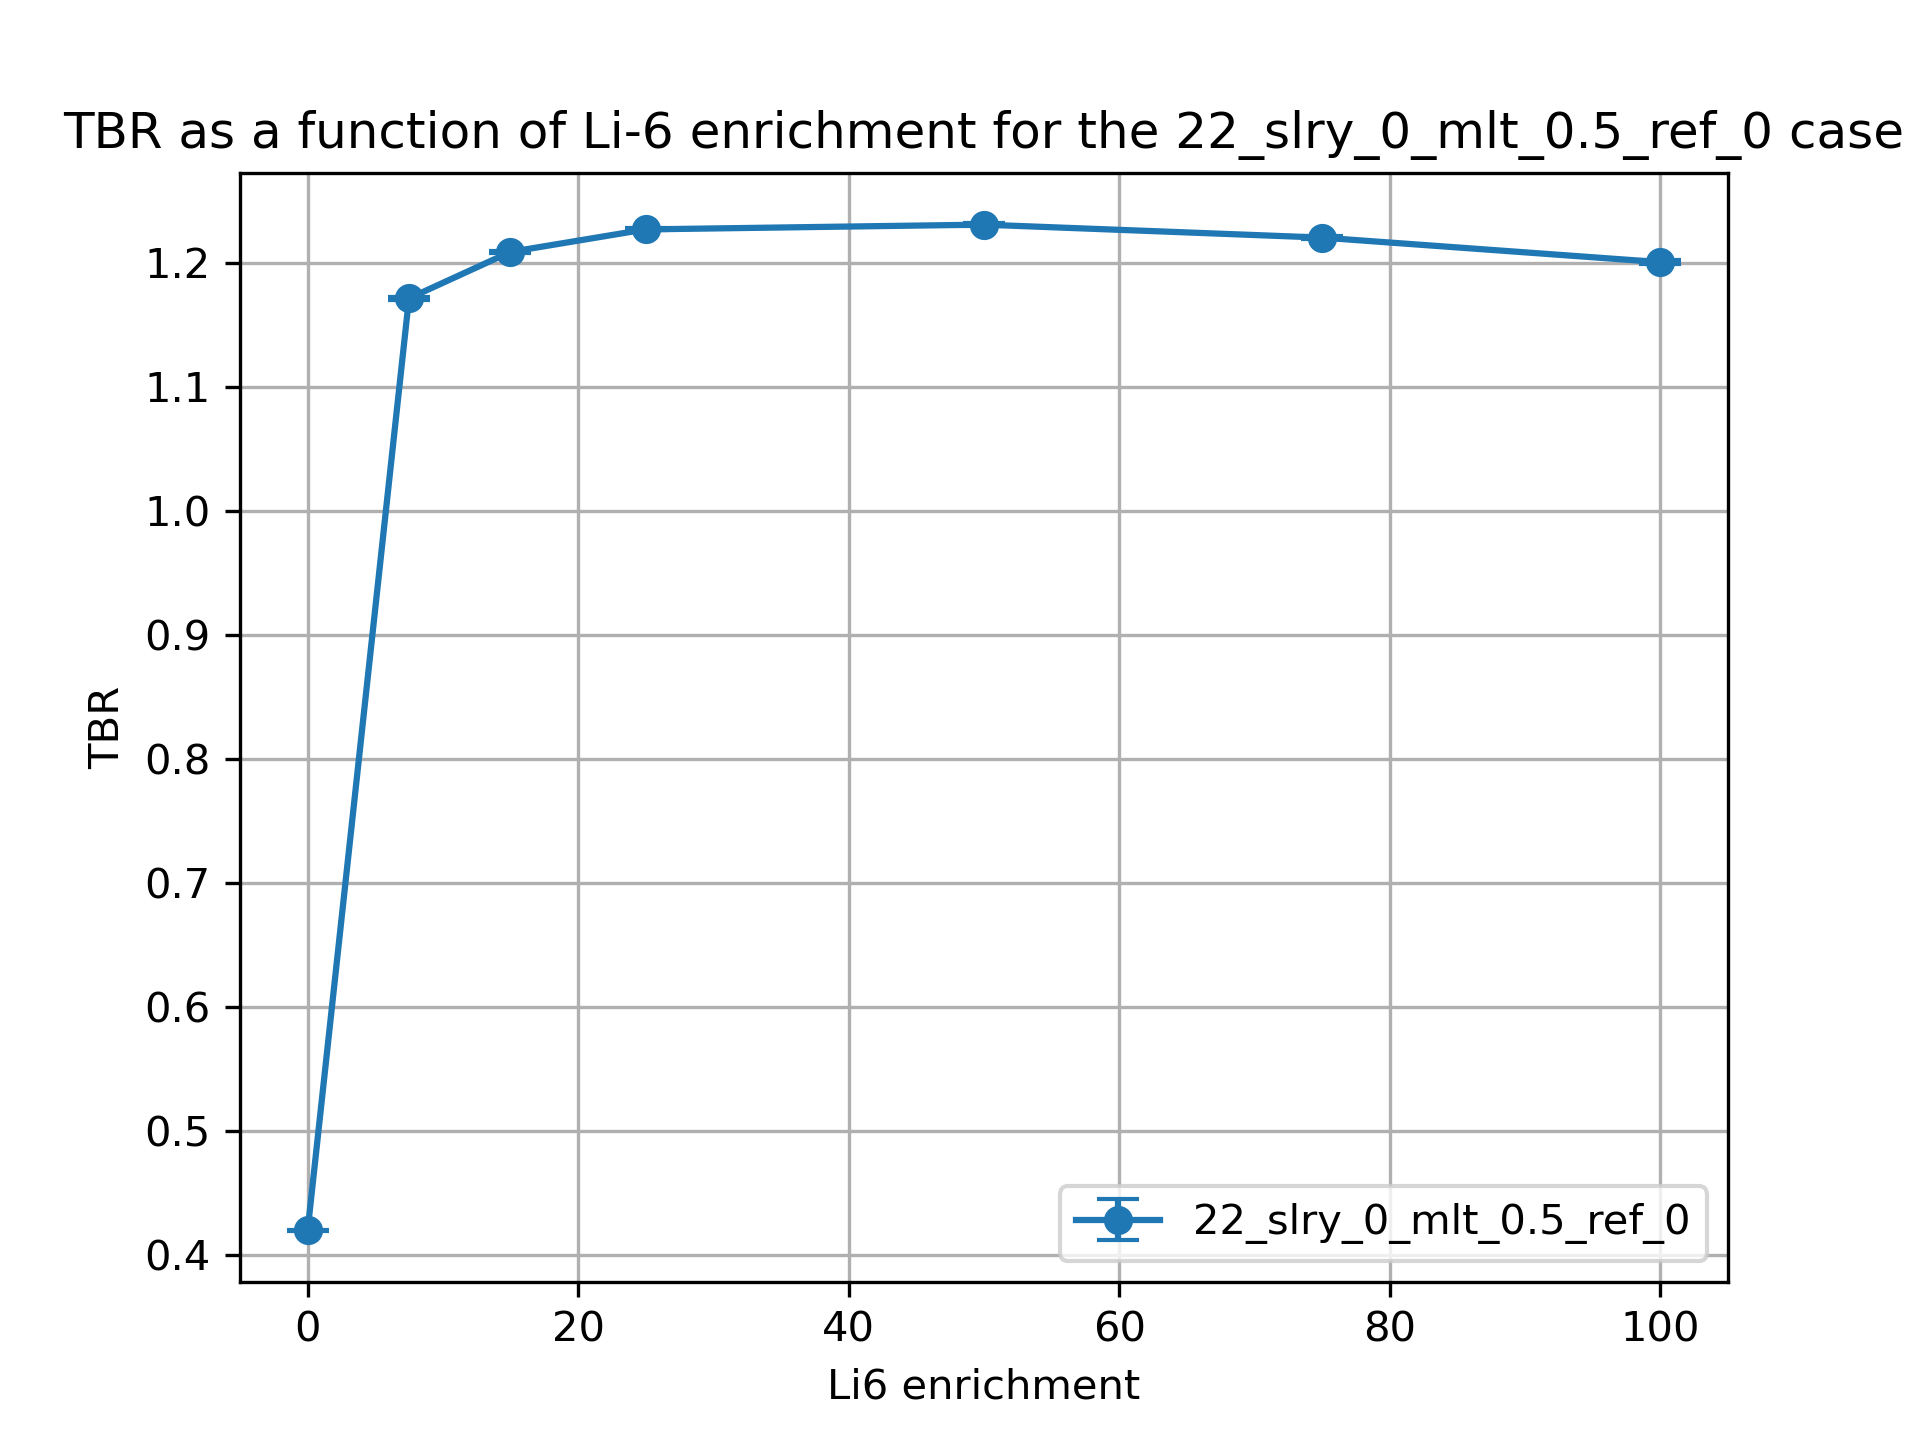 TBR as a function of Li-6 enrichment for the 22_slry_0_mlt_0.5_ref_0 case
1.2
1.1
1.0
0.9
0.8
0.7
0.6
0.5
0.4
TBR
22_slry_0_mlt_0.5_ref_0
0 20 40 60 80 100
Li6 enrichment